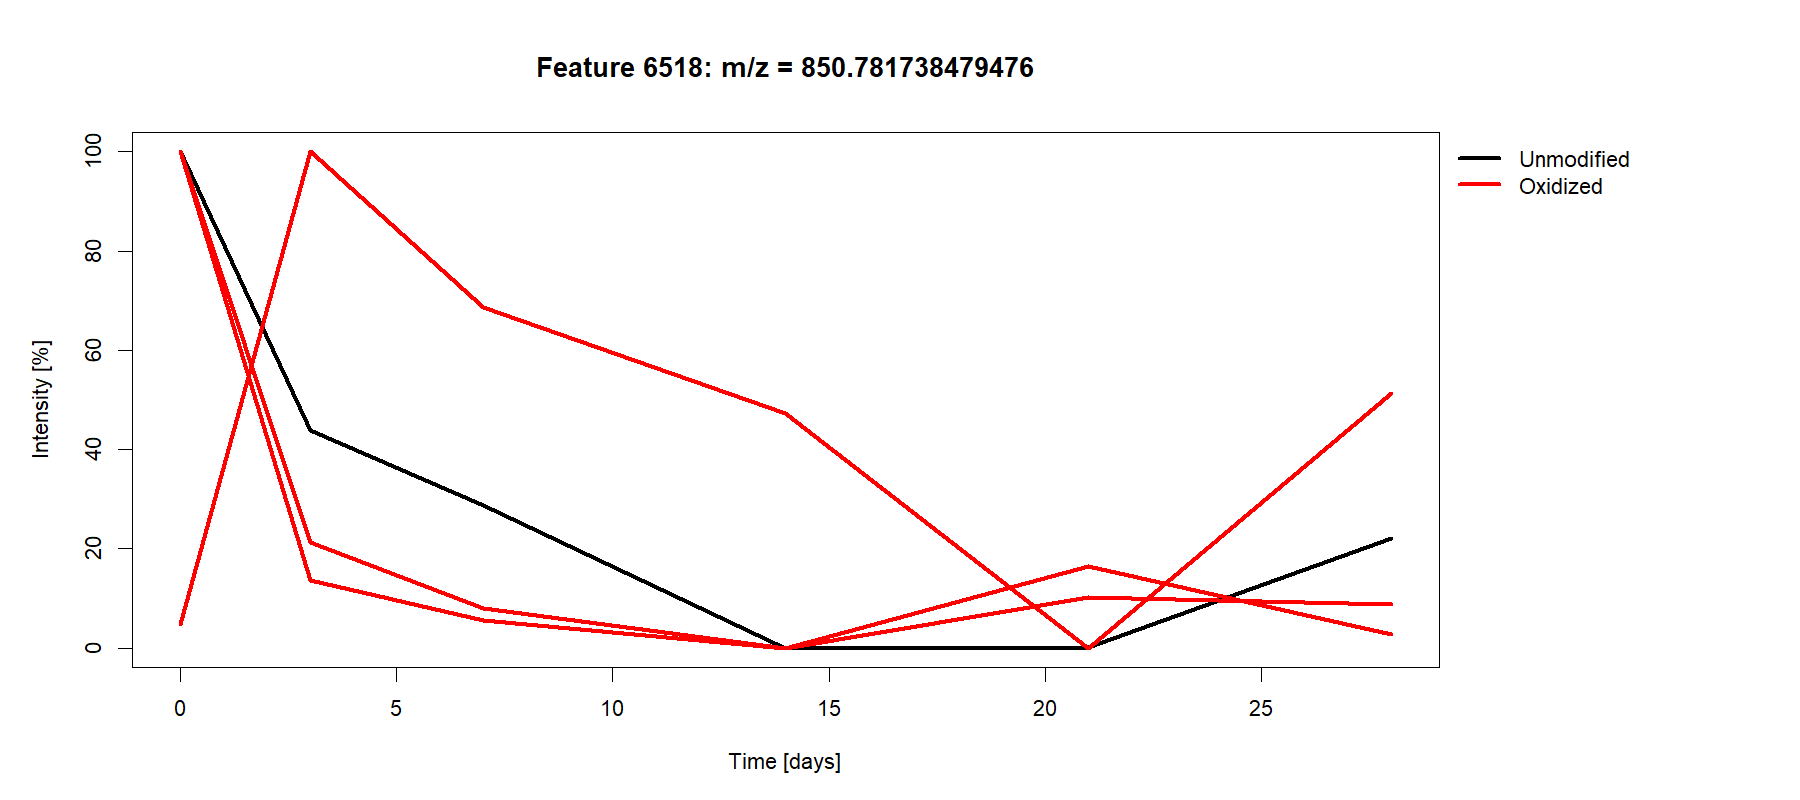 Feature 6518: m/z = 850.781738479476
Unmodified
Oxidized
Intensity [%]
100
80
60
40
20
0
0 5 10 15 20 25
Time [days]